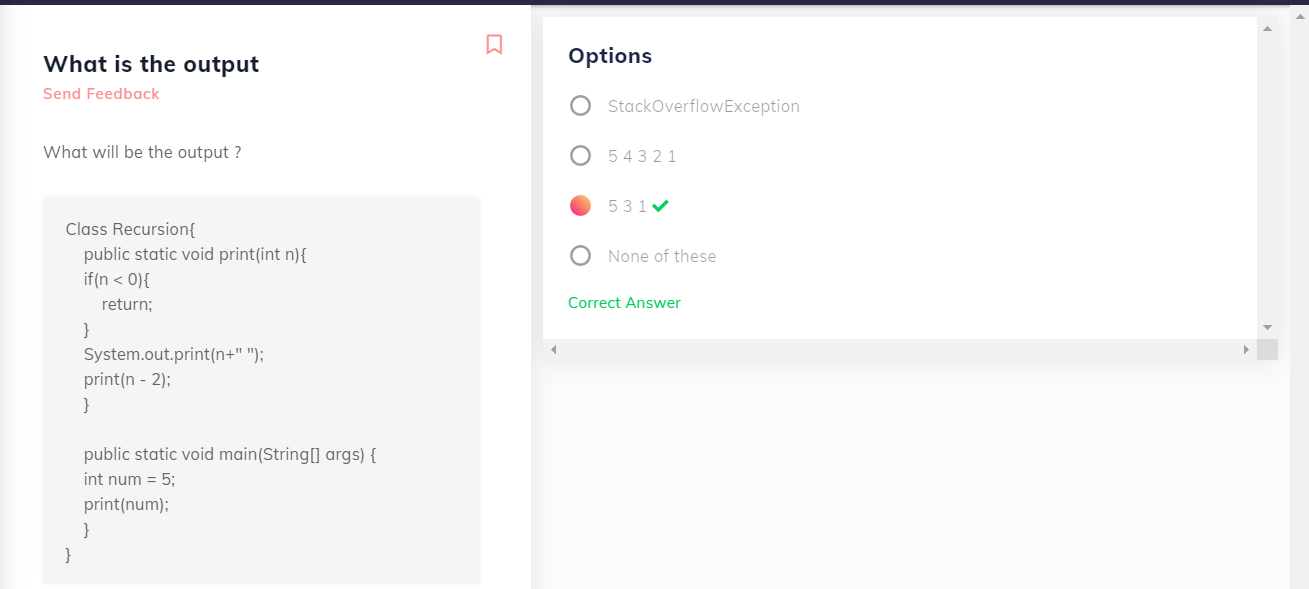 What is the output
Send Feedback
What will be the output ?
Class Recursion{
public static void print(int n){
if(n < 0){
return;
}
System.out.print(n+" ");
print(n - 2);
}
public static void main(String[] args) {
int num = 5;
print(num);
}
}
Options
StackOverflowException
5 4 3 2 1
5 3 1
None of these
Correct Answer